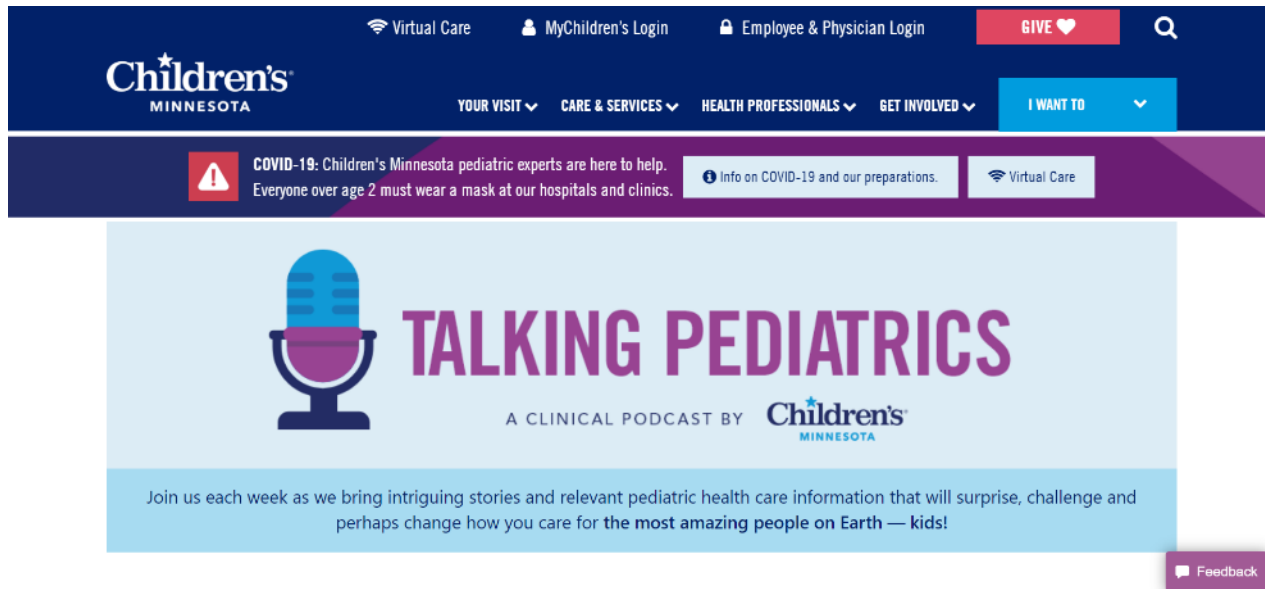 Virtual Care
MyChildren's Login
Employee & Physician Login
GIVE
Children's
MINNESOTA
YOUR VISIT
CARE & SERVICES
HEALTH PROFESSIONALS
GET INVOLVED
I WANT TO
COVID-19: Children's Minnesota pediatric experts are here to help.
Everyone over age 2 must wear a mask at our hospitals and clinics.
Info on COVID-19 and our preparations.
Virtual Care
TALKING PEDIATRICS
A CLINICAL PODCAST BY Children's
MINNESOTA
Join us each week as we bring intriguing stories and relevant pediatric health care information that will surprise, challenge and
perhaps change how you care for the most amazing people on Earth — kids!
Feedback